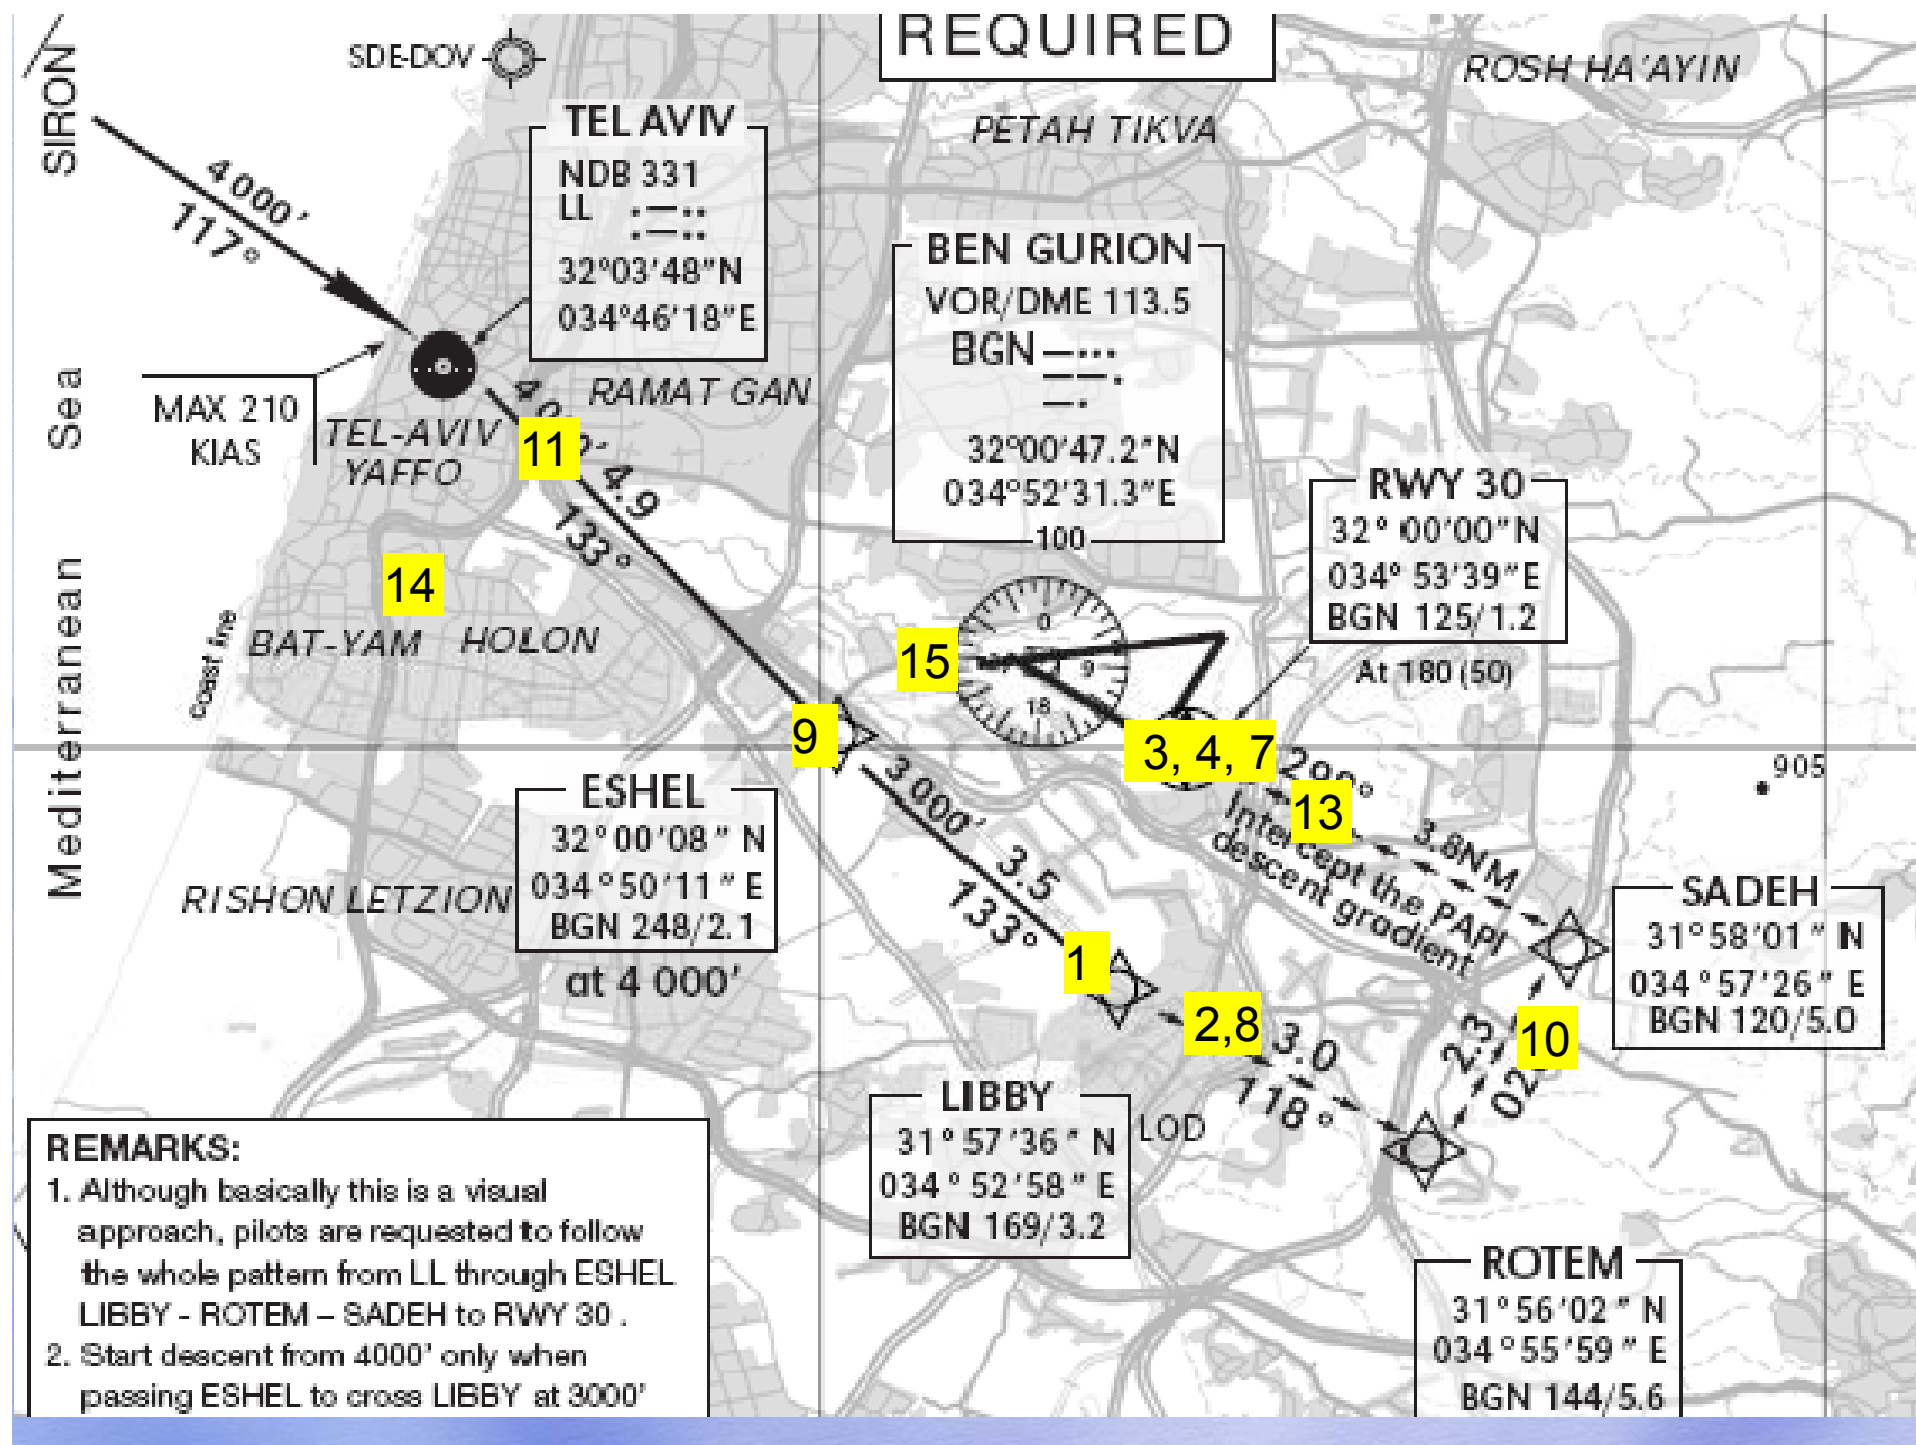 REQUIRED
SIRON
SDE-DOV
ROSH HA'AYIN
PETAH TIKVA
4000'
117°
TEL AVIV
NDB 331
LL
32°03'48"N
034°46'18"E
BEN GURION
VOR/DME 113.5
BGN
32°00'47.2"N
034°52'31.3"E
100
MAX 210
KIAS
RAMAT GAN
TEL-AVIV
YAFFO
11
4.9
133°
Mediterranean Sea
RWY 30
32° 00'00"N
034° 53'39"E
BGN 125/1.2
At 180 (50)
14
BAT-YAM
HOLON
Coast line
15
0
9
18
9
3, 4, 7
13
3.8NM
Intercept the PAPI
descent gradient
905
ESHEL
32°00'08" N
034°50'11" E
BGN 248/2.1
at 4 000'
3 000'
3.5
133°
RISHON LETZION
SADEH
31°58'01" N
034°57'26" E
BGN 120/5.0
1
2,8
3.0
118°
2.3
10
LIBBY
31°57'36" N
034°52'58" E
BGN 169/3.2
LOD
ROTEM
31°56'02" N
034°55'59" E
BGN 144/5.6
REMARKS:
1. Although basically this is a visual
approach, pilots are requested to follow
the whole pattern from LL through ESHEL
LIBBY - ROTEM – SADEH to RWY 30 .
2. Start descent from 4000' only when
passing ESHEL to cross LIBBY at 3000'